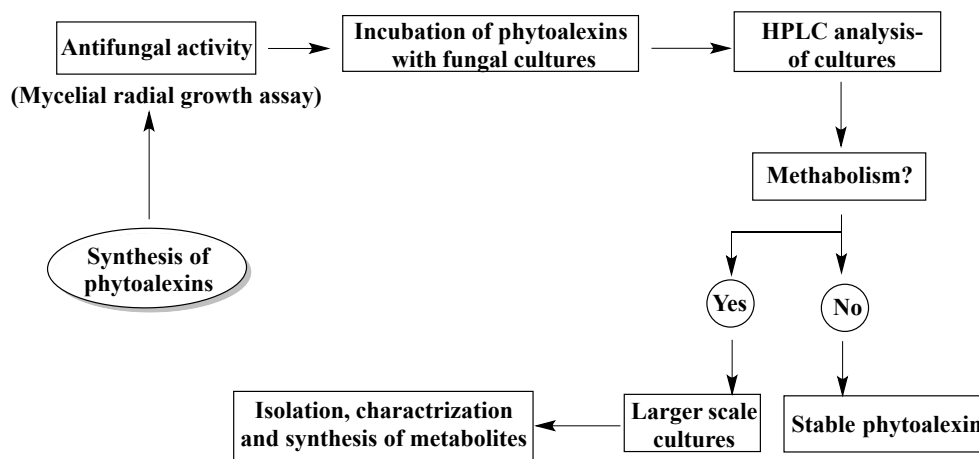 Antifungal activity
(Mycelial radial growth assay)
Incubation of phytoalexins
with fungal cultures
HPLC analysis-
of cultures
Methabolism?
Synthesis of
phytoalexins
Yes
No
Isolation, charactrization
and synthesis of metabolites
Larger scale
cultures
Stable phytoalexin